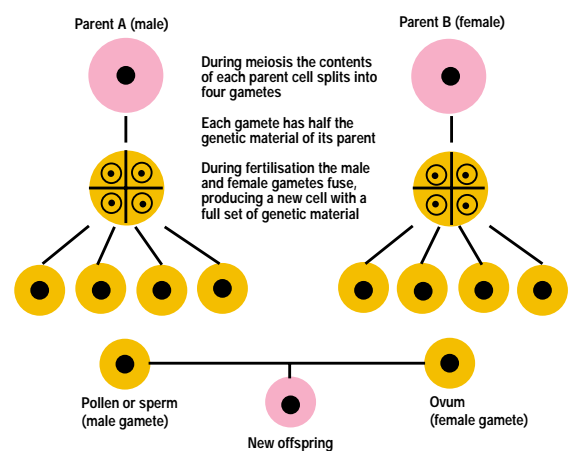 Parent A (male)
Parent B (female)
During meiosis the contents
of each parent cell splits into
four gametes
Each gamete has half the
genetic material of its parent
During fertilisation the male
and female gametes fuse,
producing a new cell with a
full set of genetic material
Pollen or sperm
(male gamete)
Ovum
(female gamete)
New offspring